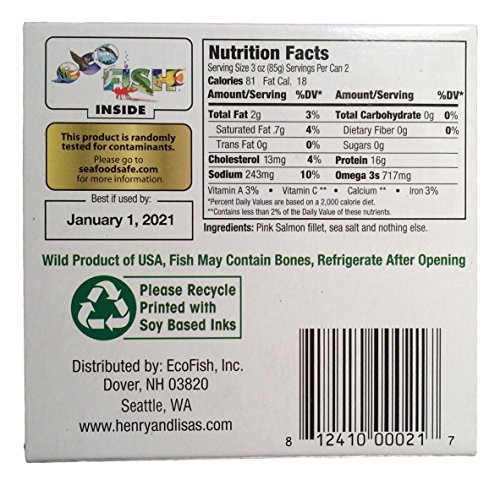 FISH
INSIDE
This product is randomly
tested for contaminants.
Please go to
seafoodsafe.com
for more information
Best if used by:
January 1, 2021
Nutrition Facts
Serving Size 3 oz (85g) Servings Per Can 2
Calories 81 Fat Cal. 18
Amount/Serving %DV* Amount/Serving %DV*
Total Fat 2g 3% Total Carbohydrate 0g 0%
Saturated Fat .7g 4% Dietary Fiber 0g 0%
Trans Fat 0g 0% Sugars 0g
Cholesterol 13mg 4% Protein 16g
Sodium 243mg 10% Omega 3s 717mg
Vitamin A 3% • Vitamin C ** • Calcium ** • Iron 3%
*Percent Daily Values are based on a 2,000 calorie diet.
**Contains less than 2% of the Daily Value of these nutrients.
Ingredients: Pink Salmon fillet, sea salt and nothing else.
Wild Product of USA, Fish May Contain Bones, Refrigerate After Opening
Please Recycle
Printed with
Soy Based Inks
Distributed by: EcoFish, Inc.
Dover, NH 03820
Seattle, WA
www.henryandlisas.com
8 12410 00021 7